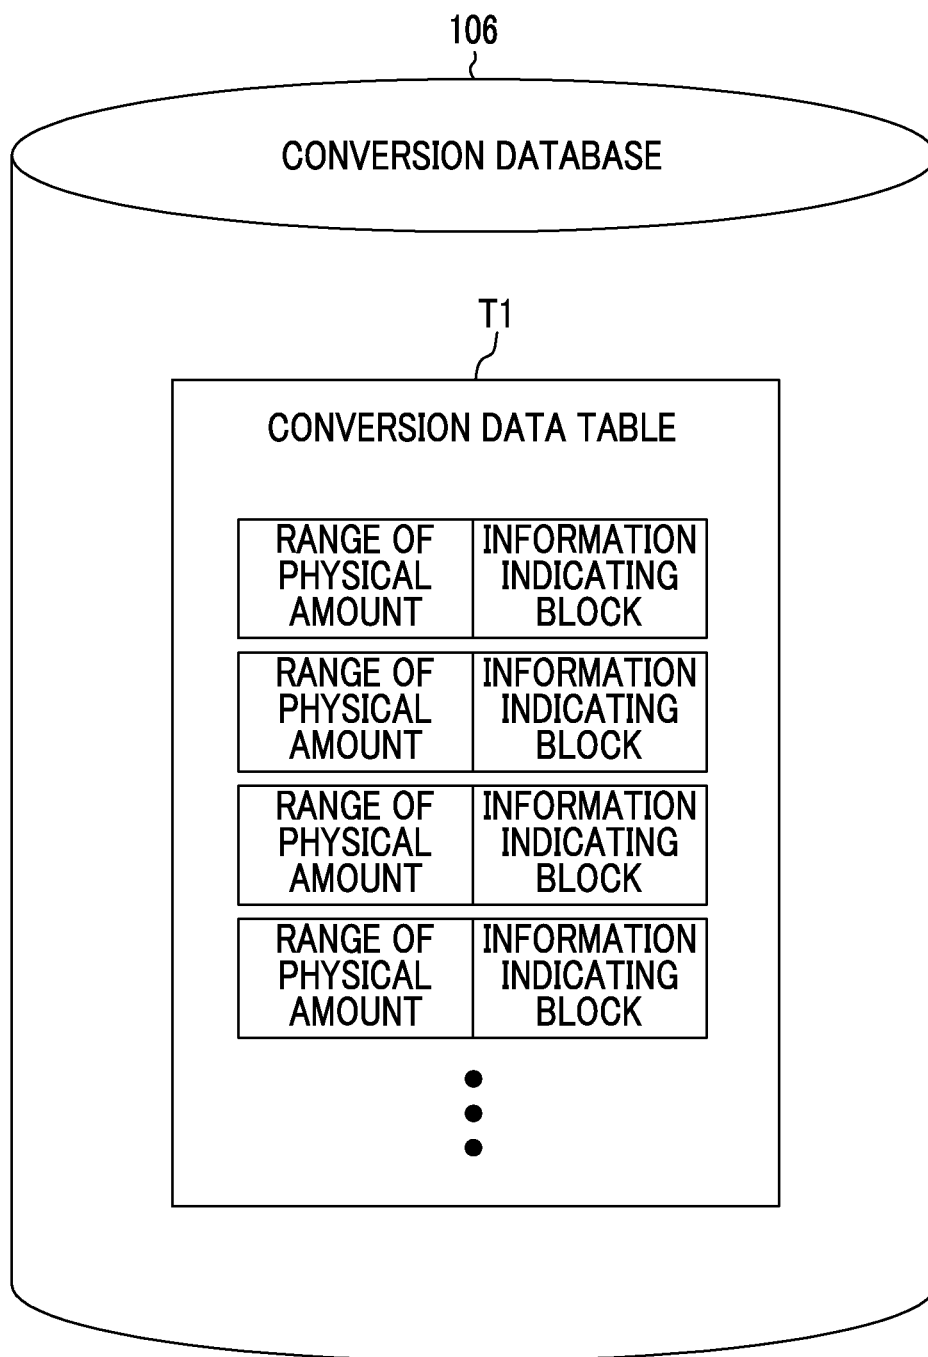 106
CONVERSION DATABASE
T1
CONVERSION DATA TABLE
RANGE OF PHYSICAL AMOUNT
INFORMATION INDICATING BLOCK
RANGE OF PHYSICAL AMOUNT
INFORMATION INDICATING BLOCK
RANGE OF PHYSICAL AMOUNT
INFORMATION INDICATING BLOCK
RANGE OF PHYSICAL AMOUNT
INFORMATION INDICATING BLOCK